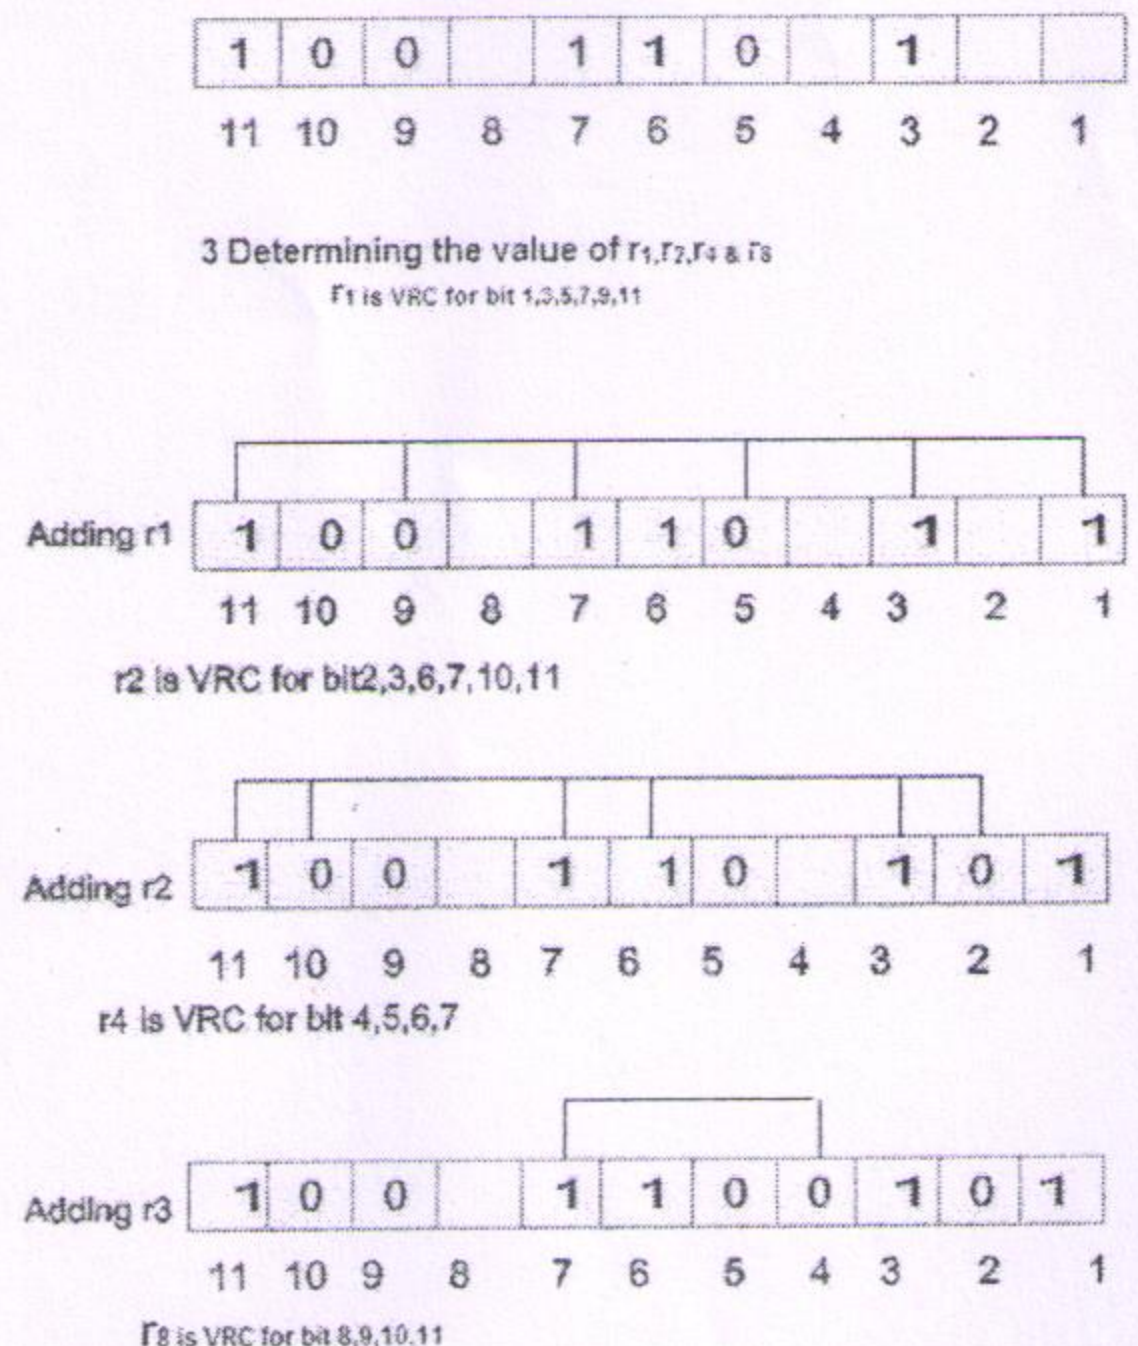 1 0 0 1 1 0 1
11 10 9 8 7 6 5 4 3 2 1
3 Determining the value of r1,r2,r4 & r8
r1 is VRC for bit 1,3,5,7,9,11
Adding r1 1 0 0 1 1 0 1 1
11 10 9 8 7 6 5 4 3 2 1
r2 is VRC for bit2,3,6,7,10,11
Adding r2 1 0 0 1 1 0 1 0 1
11 10 9 8 7 6 5 4 3 2 1
r4 is VRC for bit 4,5,6,7
Adding r3 1 0 0 1 1 0 0 1 0 1
11 10 9 8 7 6 5 4 3 2 1
r8 is VRC for bit 8,9,10,11